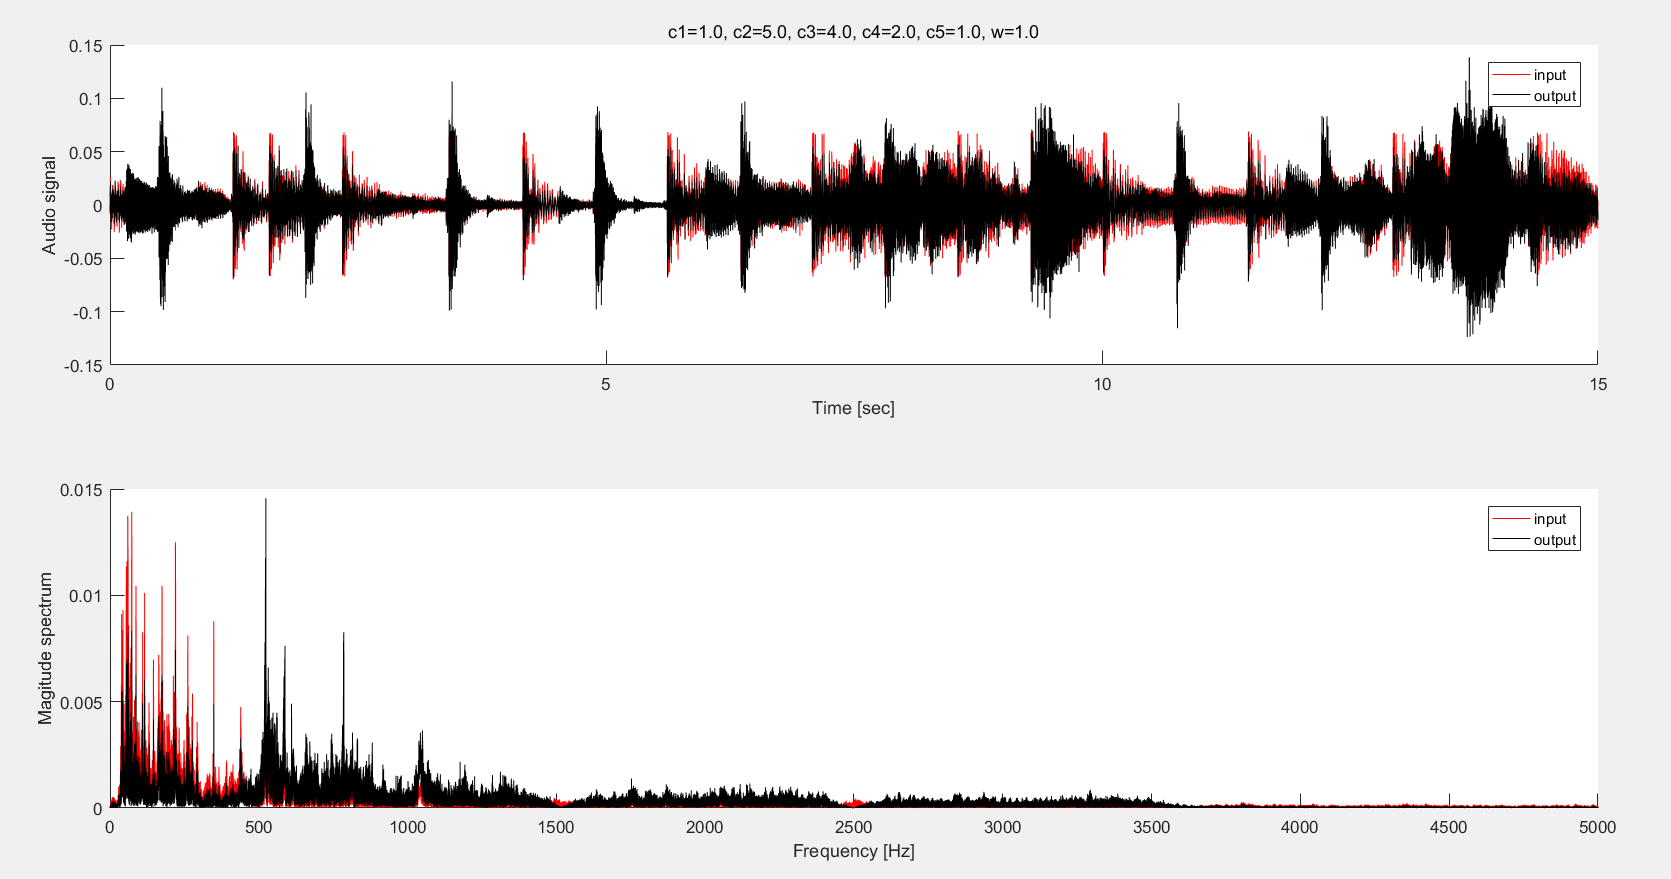 c1=1.0, c2=5.0, c3=4.0, c4=2.0, c5=1.0, w=1.0
0.15
0.1
0.05
0
-0.05
-0.1
-0.15
Audio signal
input
output
0 5 10 15
Time [sec]
0.015
0.01
0.005
0
Magitude spectrum
input
output
0 500 1000 1500 2000 2500 3000 3500 4000 4500 5000
Frequency [Hz]